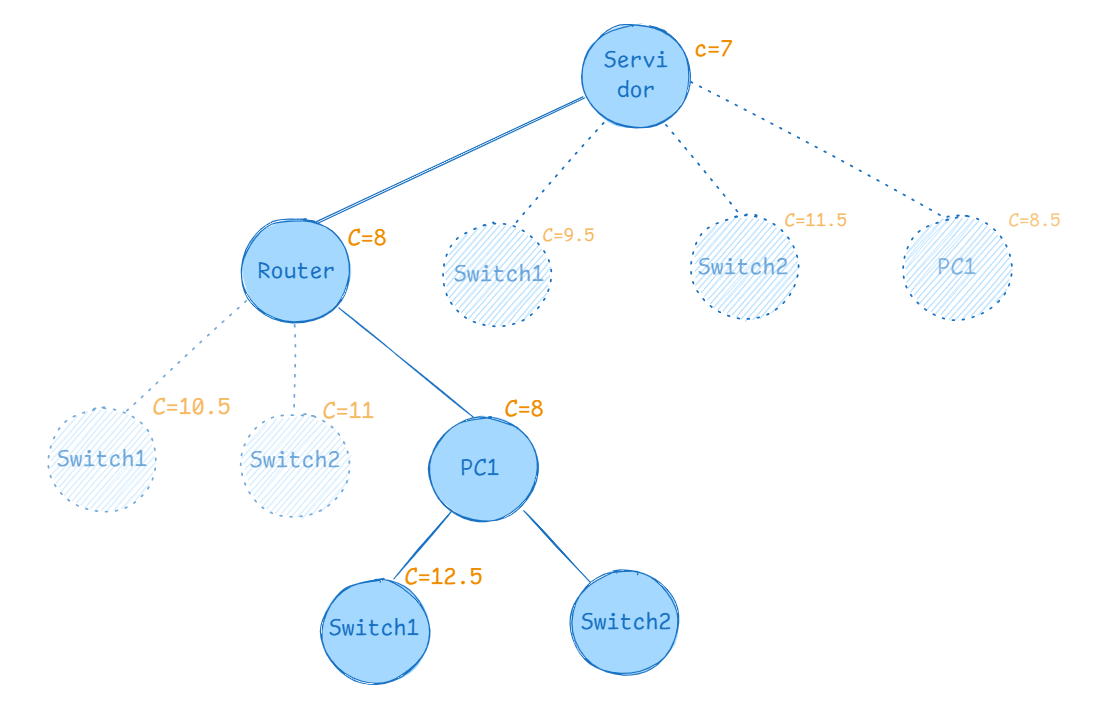 Servi
dor
c=7
Router
C=8
Switch1
C=9.5
Switch2
C=11.5
PC1
C=8.5
Switch1
C=10.5
Switch2
C=11
PC1
C=8
Switch1
C=12.5
Switch2